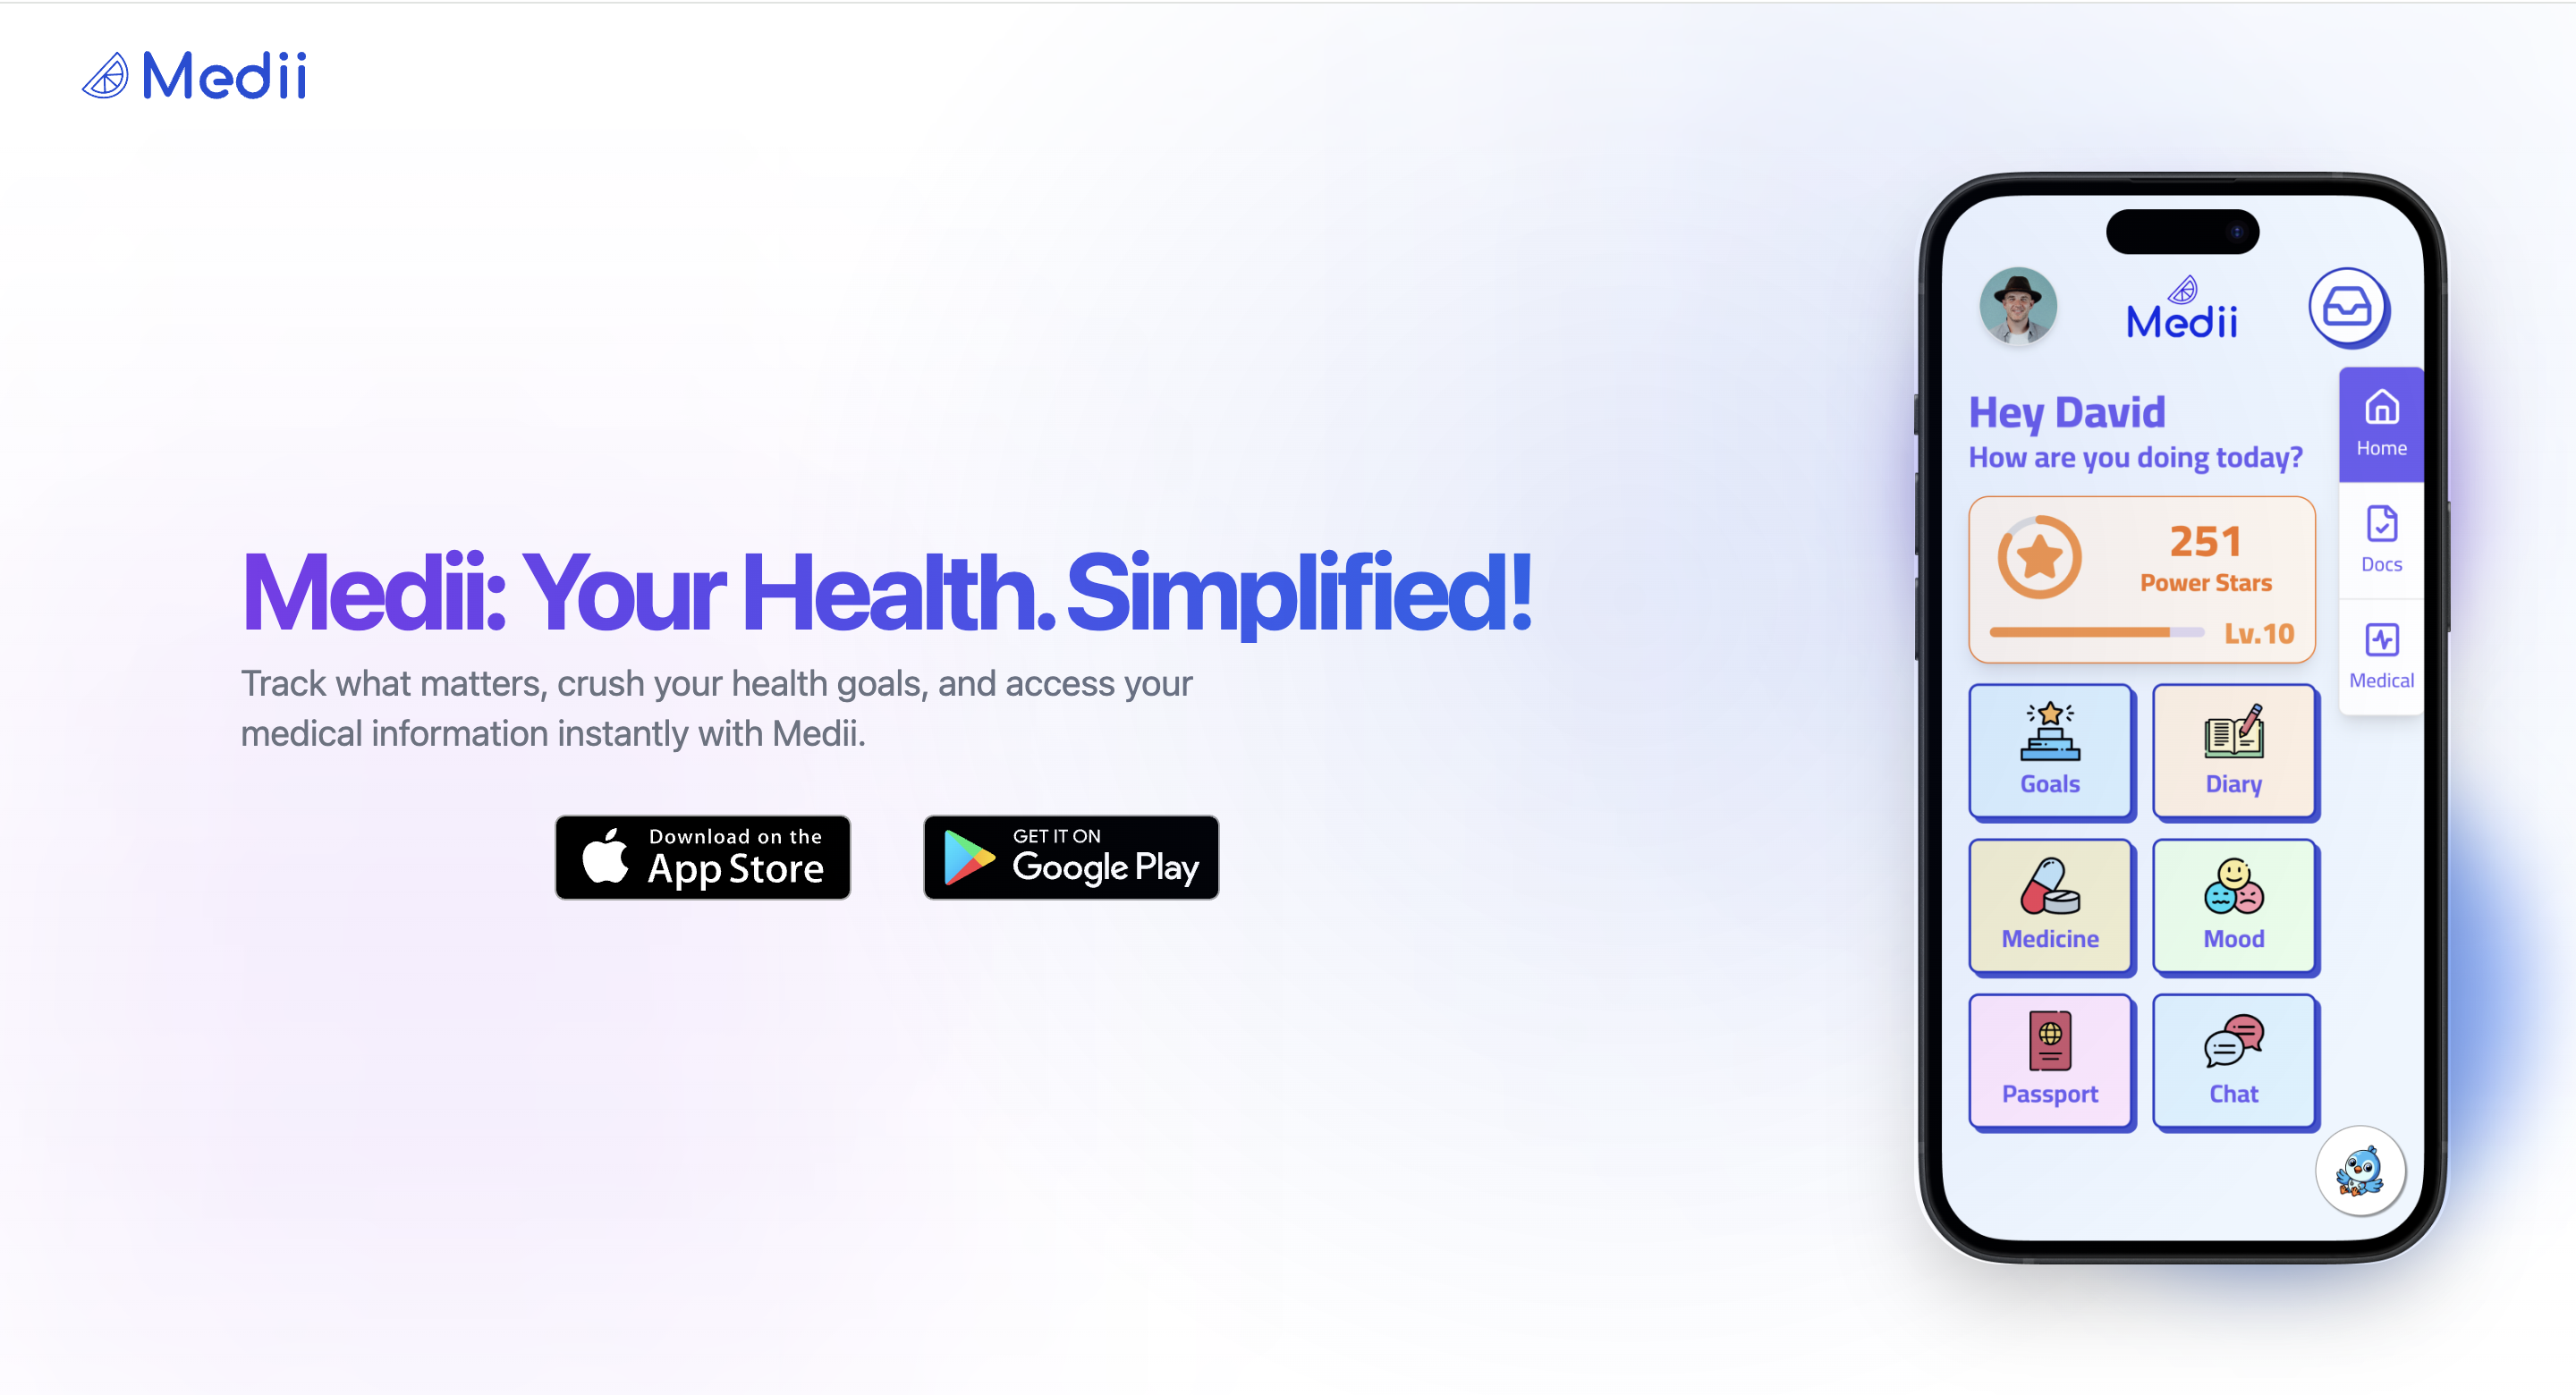 Medii
Medii: Your Health. Simplified!
Track what matters, crush your health goals, and access your
medical information instantly with Medii.
Download on the
App Store
GET IT ON
Google Play
Medii
Hey David
How are you doing today?
251
Power Stars
Lv.10
Home
Docs
Medical
Goals
Diary
Medicine
Mood
Passport
Chat